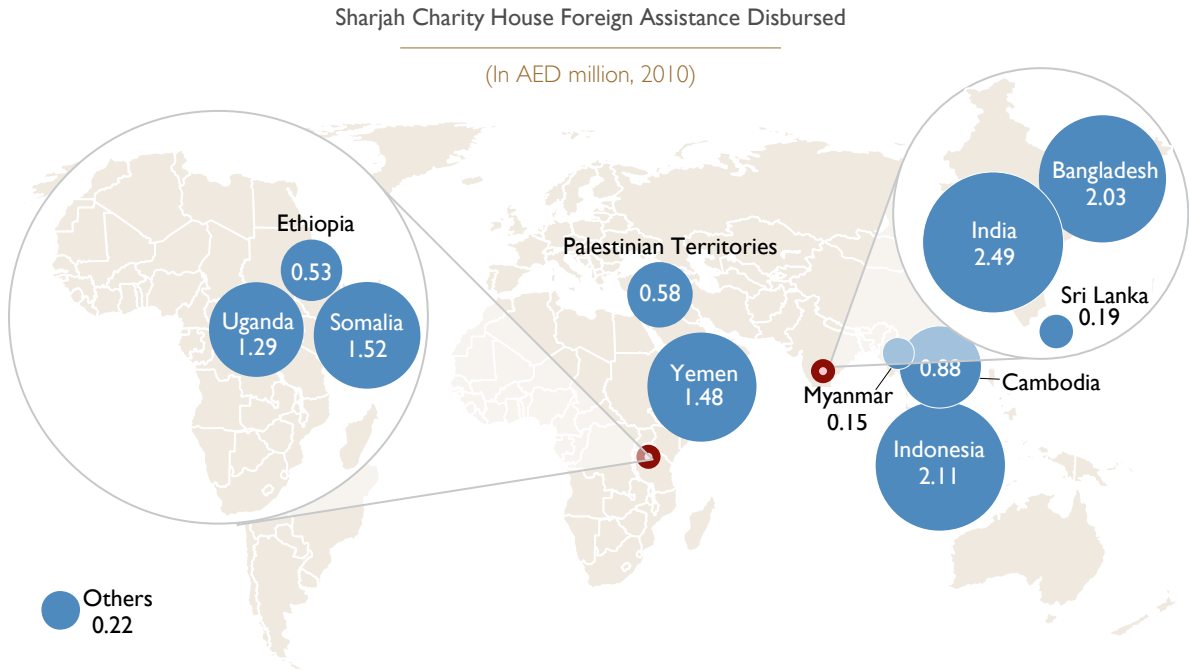 Sharjah Charity House Foreign Assistance Disbursed
(In AED million, 2010)
Ethiopia
0.53
Uganda
1.29
Somalia
1.52
Palestinian Territories
0.58
Yemen
1.48
Bangladesh
2.03
India
2.49
Sri Lanka
0.19
0.88
Cambodia
Myanmar
0.15
Indonesia
2.11
Others
0.22